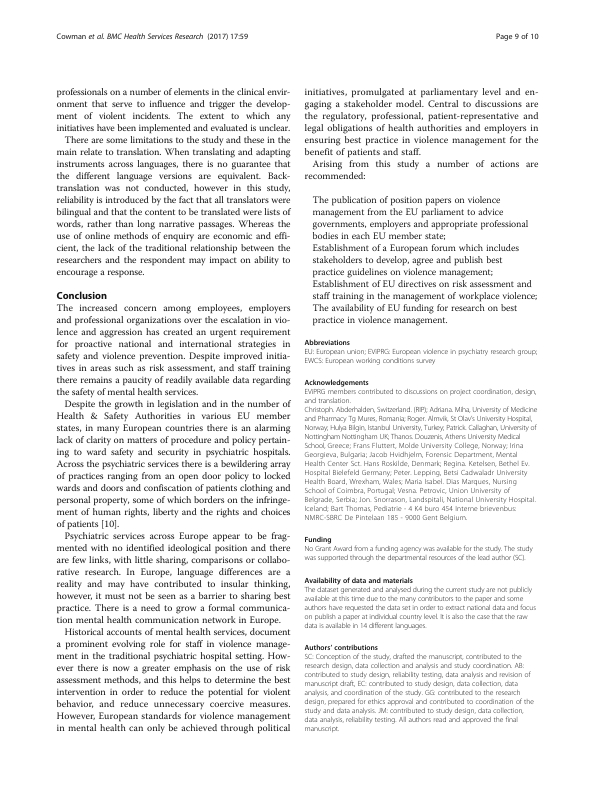 Cowman et al. BMC Health Services Research (2017) 17:59
Page 9 of 10
professionals on a number of elements in the clinical envir-
onment that serve to influence and trigger the develop-
ment of violent incidents. The extent to which any
initiatives have been implemented and evaluated is unclear.
There are some limitations to the study and these in the
main relate to translation. When translating and adapting
instruments across languages, there is no guarantee that
the different language versions are equivalent. Back-
translation was not conducted, however in this study,
reliability is introduced by the fact that all translators were
bilingual and that the content to be translated were lists of
words, rather than long narrative passages. Whereas the
use of online methods of enquiry are economic and effi-
cient, the lack of the traditional relationship between the
researchers and the respondent may impact on ability to
encourage a response.
Conclusion
The increased concern among employees, employers
and professional organizations over the escalation in vio-
lence and aggression has created an urgent requirement
for proactive national and international strategies in
safety and violence prevention. Despite improved initia-
tives in areas such as risk assessment, and staff training
there remains a paucity of readily available data regarding
the safety of mental health services.
Despite the growth in legislation and in the number of
Health & Safety Authorities in various EU member
states, in many European countries there is an alarming
lack of clarity on matters of procedure and policy pertain-
ing to ward safety and security in psychiatric hospitals.
Across the psychiatric services there is a bewildering array
of practices ranging from an open door policy to locked
wards and doors and confiscation of patients clothing and
personal property, some of which borders on the infringe-
ment of human rights, liberty and the rights and choices
of patients [10].
Psychiatric services across Europe appear to be frag-
mented with no identified ideological position and there
are few links, with little sharing, comparisons or collabo-
rative research. In Europe, language differences are a
reality and may have contributed to insular thinking,
however, it must not be seen as a barrier to sharing best
practice. There is a need to grow a formal communica-
tion mental health communication network in Europe.
Historical accounts of mental health services, document
a prominent evolving role for staff in violence manage-
ment in the traditional psychiatric hospital setting. How-
ever there is now a greater emphasis on the use of risk
assessment methods, and this helps to determine the best
intervention in order to reduce the potential for violent
behavior, and reduce unnecessary coercive measures.
However, European standards for violence management
in mental health can only be achieved through political
initiatives, promulgated at parliamentary level and en-
gaging a stakeholder model. Central to discussions are
the regulatory, professional, patient-representative and
legal obligations of health authorities and employers in
ensuring best practice in violence management for the
benefit of patients and staff.
Arising from this study a number of actions are
recommended:
The publication of position papers on violence
management from the EU parliament to advice
governments, employers and appropriate professional
bodies in each EU member state;
Establishment of a European forum which includes
stakeholders to develop, agree and publish best
practice guidelines on violence management;
Establishment of EU directives on risk assessment and
staff training in the management of workplace violence;
The availability of EU funding for research on best
practice in violence management.
Abbreviations
EU: European union; EVIPRG: European violence in psychiatry research group;
EWCS: European working conditions survey
Acknowledgements
EVIPRG members contributed to discussions on project coordination, design,
and translation.
Christoph. Abderhalden, Switzerland. (RIP); Adriana. Miha, University of Medicine
and Pharmacy Tg Mures, Romania; Roger. Almvik, St Olav's University Hospital,
Norway; Hulya Bilgin, Istanbul University, Turkey; Patrick. Callaghan, University of
Nottingham Nottingham UK; Thanos. Douzenis, Athens University Medical
School, Greece; Frans Fluttert, Molde University College, Norway; Irina
Georgieva, Bulgaria; Jacob Hvidhjelm, Forensic Department, Mental
Health Center Sct. Hans Roskilde, Denmark; Regina. Ketelsen, Bethel Ev.
Hospital Bielefeld Germany; Peter. Lepping, Betsi Cadwaladr University
Health Board, Wrexham, Wales; Maria Isabel. Dias Marques, Nursing
School of Coimbra, Portugal; Vesna. Petrovic, Union University of
Belgrade, Serbia; Jon. Snorrason, Landspitali, National University Hospital.
Iceland; Bart Thomas, Pediatrie - 4 K4 buro 454 Interne brievenbus
NMRC-SBRC De Pintelaan 185 - 9000 Gent Belgium.
Funding
No Grant Award from a funding agency was available for the study. The study
was supported through the departmental resources of the lead author (SC).
Availability of data and materials
The dataset generated and analysed during the current study are not publicly
available at this time due to the many contributors to the paper and some
authors have requested the data set in order to extract national data and focus
on publish a paper at individual country level. It is also the case that the raw
data is available in 14 different languages.
Authors' contributions
SC: Conception of the study, drafted the manuscript, contributed to the
research design, data collection and analysis and study coordination. AB:
contributed to study design, reliability testing, data analysis and revision of
manuscript draft, EC: contributed to study design, data collection, data
analysis, and coordination of the study. GG: contributed to the research
design, prepared for ethics approval and contributed to coordination of the
study and data analysis. JM: contributed to study design, data collection,
data analysis, reliability testing. All authors read and approved the final
manuscript.